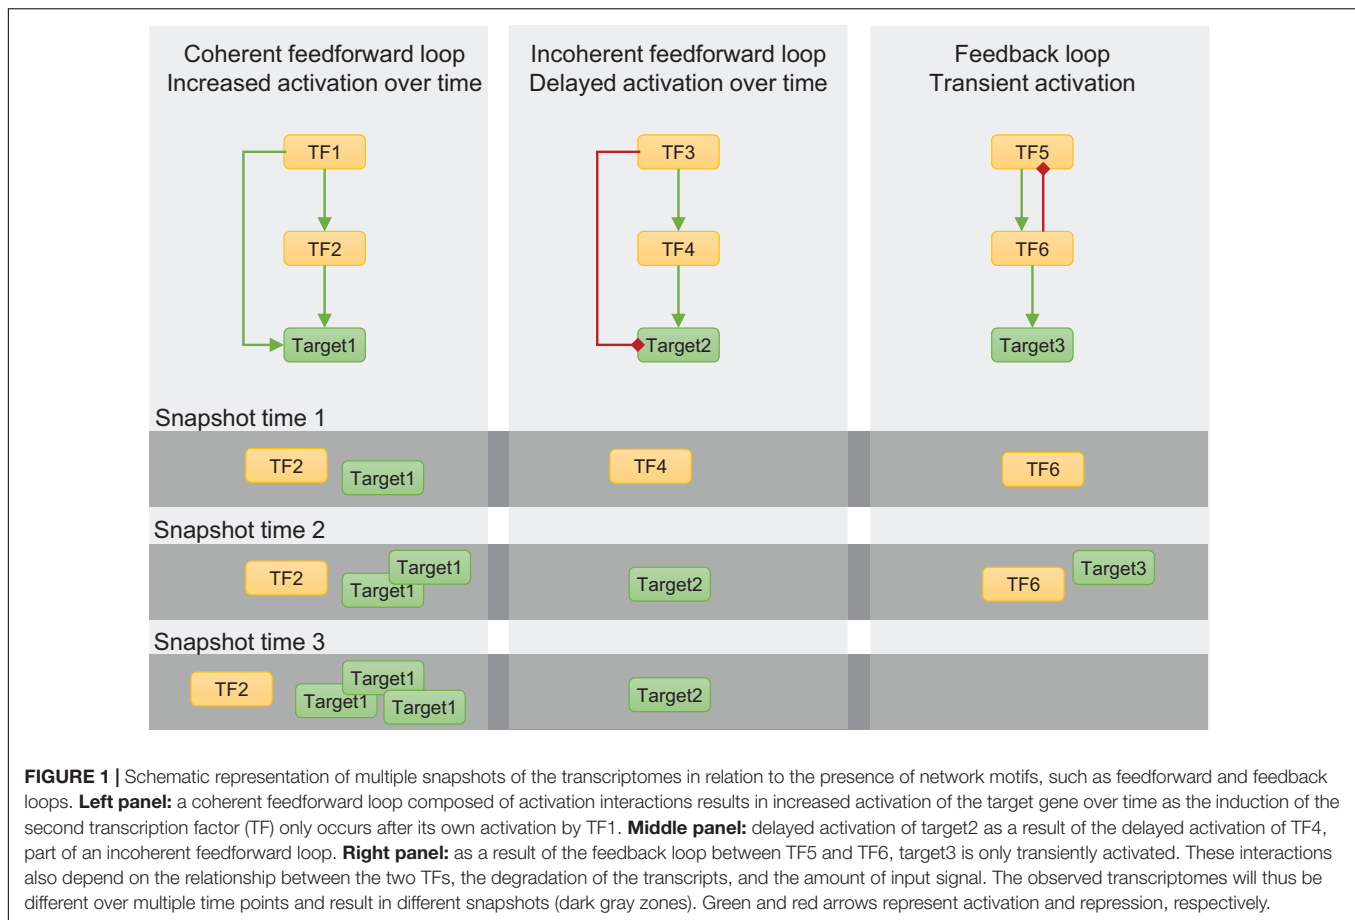 Coherent feedforward loop
Increased activation over time
Incoherent feedforward loop
Delayed activation over time
Feedback loop
Transient activation
TF1
TF2
Target1
TF3
TF4
Target2
TF5
TF6
Target3
Snapshot time 1
TF2
Target1
TF4
TF6
Snapshot time 2
TF2
Target1
Target1
Target2
TF6
Target3
Snapshot time 3
TF2
Target1
Target1
Target1
Target2
FIGURE 1 | Schematic representation of multiple snapshots of the transcriptomes in relation to the presence of network motifs, such as feedforward and feedback
loops. Left panel: a coherent feedforward loop composed of activation interactions results in increased activation of the target gene over time as the induction of the
second transcription factor (TF) only occurs after its own activation by TF1. Middle panel: delayed activation of target2 as a result of the delayed activation of TF4,
part of an incoherent feedforward loop. Right panel: as a result of the feedback loop between TF5 and TF6, target3 is only transiently activated. These interactions
also depend on the relationship between the two TFs, the degradation of the transcripts, and the amount of input signal. The observed transcriptomes will thus be
different over multiple time points and result in different snapshots (dark gray zones). Green and red arrows represent activation and repression, respectively.